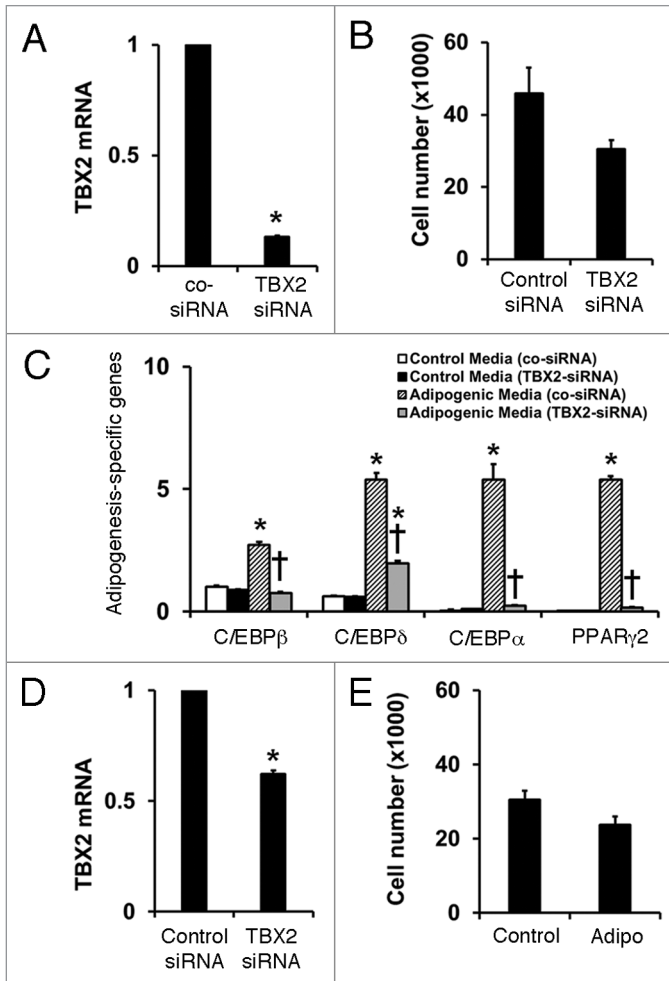 A
TBX2 mRNA
1
0.5
0
*
co-
siRNA
TBX2
siRNA
B
Cell number (x1000)
60
40
20
0
Control
siRNA
TBX2
siRNA
C
Adipogenesis-specific genes
10
5
0
Control Media (co-siRNA)
Control Media (TBX2-siRNA)
Adipogenic Media (co-siRNA)
Adipogenic Media (TBX2-siRNA)
* † * * † * † * †
C/EBPβ C/EBPδ C/EBPα PPARγ2
D
TBX2 mRNA
1
0.5
0
*
Control
siRNA
TBX2
siRNA
E
Cell number (x1000)
60
40
20
0
Control Adipo